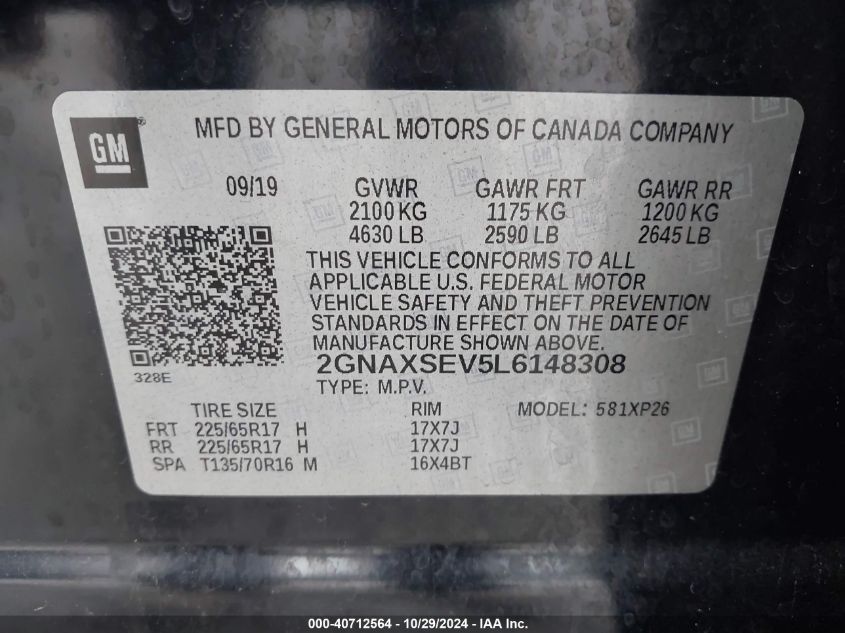 GM
MFD BY GENERAL MOTORS OF CANADA COMPANY
09/19 GVWR GAWR FRT GAWR RR
2100 KG 1175 KG 1200 KG
4630 LB 2590 LB 2645 LB
THIS VEHICLE CONFORMS TO ALL
APPLICABLE U.S. FEDERAL MOTOR
VEHICLE SAFETY AND THEFT PREVENTION
STANDARDS IN EFFECT ON THE DATE OF
MANUFACTURE SHOWN ABOVE.
2GNAXSEV5L6148308
328E
TYPE: M.P.V.
TIRE SIZE RIM MODEL: 581XP26
FRT 225/65R17 H 17X7J
RR 225/65R17 H 17X7J
SPA T135/70R16 M 16X4BT
000-40712564 | 10/29/2024 - IAA Inc.